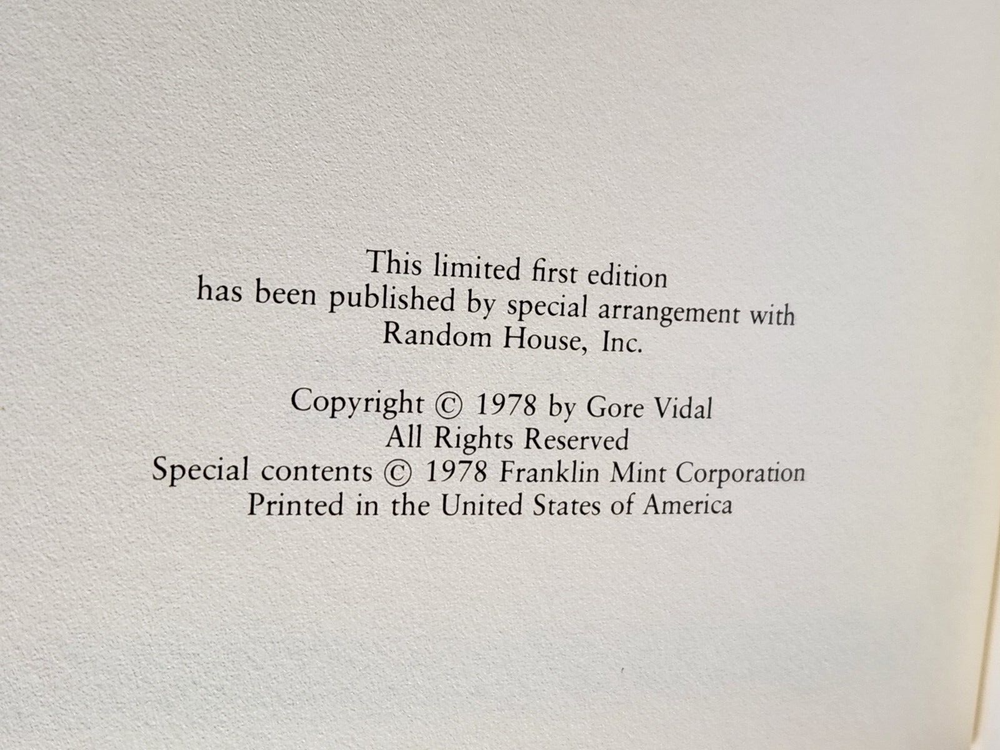 This limited first edition
has been published by special arrangement with
Random House, Inc.
Copyright © 1978 by Gore Vidal
All Rights Reserved
Special contents © 1978 Franklin Mint Corporation
Printed in the United States of America